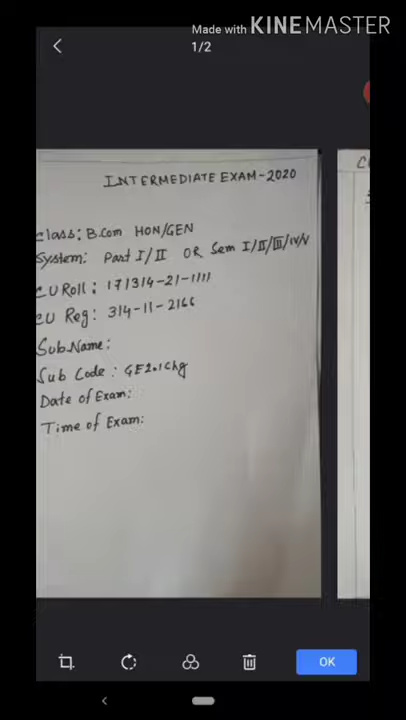 Made with KINEMASTER
1/2
INTERMEDIATE EXAM-2020
Class: B.Com HON/GEN
System: Part I/II OR Sem I/II/III/IV/V
CU Roll: 171314-21-1111
CU Reg: 314-11-2166
Sub.Name:
Sub Code: GE2.1Chg
Date of Exam:
Time of Exam:
OK